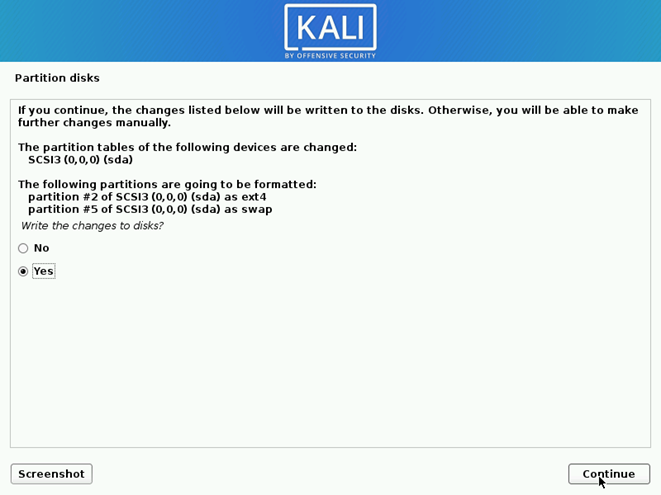 KALI
BY OFFENSIVE SECURITY
Partition disks
If you continue, the changes listed below will be written to the disks. Otherwise, you will be able to make
further changes manually.
The partition tables of the following devices are changed:
SCSI3 (0,0,0) (sda)
The following partitions are going to be formatted:
partition #2 of SCSI3 (0,0,0) (sda) as ext4
partition #5 of SCSI3 (0,0,0) (sda) as swap
Write the changes to disks?
No
Yes
Screenshot
Continue